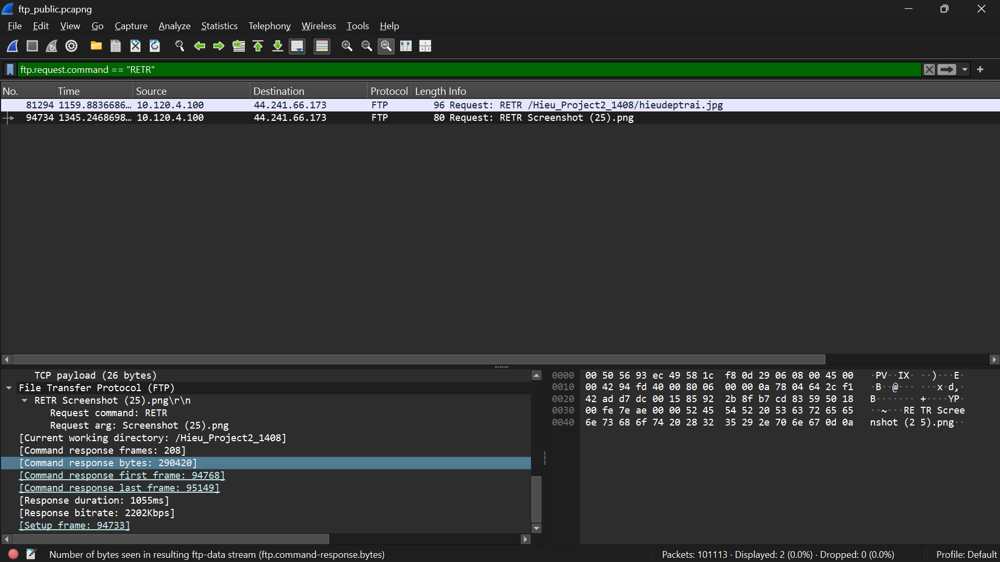 ftp_public.pcapng
File Edit View Go Capture Analyze Statistics Telephony Wireless Tools Help
ftp.request.command == "RETR"
No. Time Source Destination Protocol Length Info
81294 1159.8836686… 10.120.4.100 44.241.66.173 FTP 96 Request: RETR /Hieu_Project2_1408/hieudeptrai.jpg
94734 1345.2468698… 10.120.4.100 44.241.66.173 FTP 80 Request: RETR Screenshot (25).png
TCP payload (26 bytes)
File Transfer Protocol (FTP)
RETR Screenshot (25).png\r\n
Request command: RETR
Request arg: Screenshot (25).png
[Current working directory: /Hieu_Project2_1408]
[Command response frames: 208]
[Command response bytes: 290420]
[Command response first frame: 94768]
[Command response last frame: 95149]
[Response duration: 1055ms]
[Response bitrate: 2202Kbps]
[Setup frame: 94733]
0000 00 50 56 93 ec 49 58 1c f8 0d 29 06 08 00 45 00 ·PV··IX· ··)···E·
0010 00 42 94 fd 40 00 80 06 00 00 0a 78 04 64 2c f1 ·B··@··· ···x·d,·
0020 42 ad d7 dc 00 15 85 92 2b 8f b7 cd 83 59 50 18 B······· +····YP·
0030 00 fe 7e ae 00 00 52 45 54 52 20 53 63 72 65 65 ··~···RE TR Scree
0040 6e 73 68 6f 74 20 28 32 35 29 2e 70 6e 67 0d 0a nshot (2 5).png··
Number of bytes seen in resulting ftp-data stream (ftp.command-response.bytes)
Packets: 101113 · Displayed: 2 (0.0%) · Dropped: 0 (0.0%)
Profile: Default